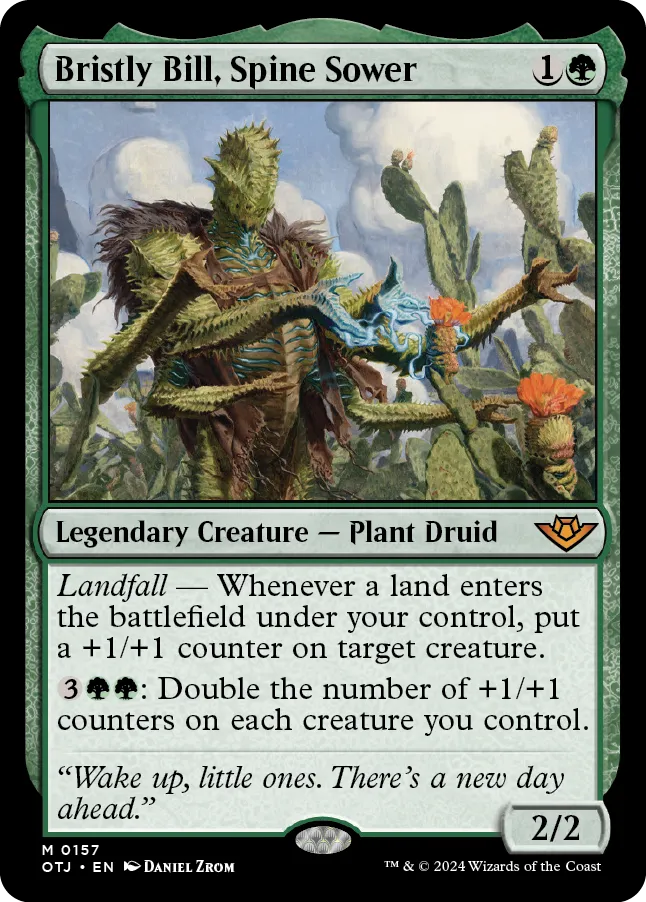 Bristly Bill, Spine Sower 1
Legendary Creature — Plant Druid
Landfall — Whenever a land enters
the battlefield under your control, put
a +1/+1 counter on target creature.
3: Double the number of +1/+1
counters on each creature you control.
“Wake up, little ones. There’s a new day
ahead.”
2/2
M 0157
OTJ • EN Daniel Zrom
™ & © 2024 Wizards of the Coast